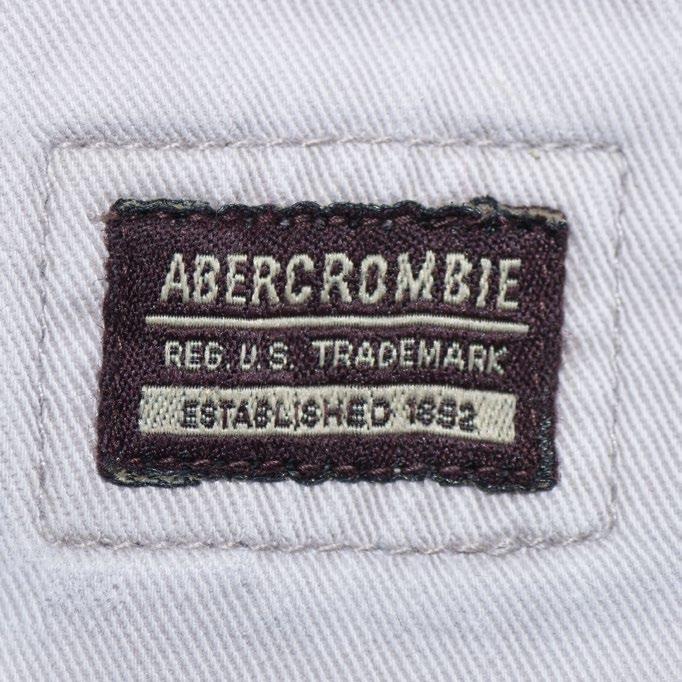 ABERCROMBIE
REG. U.S. TRADEMARK
ESTABLISHED 1892